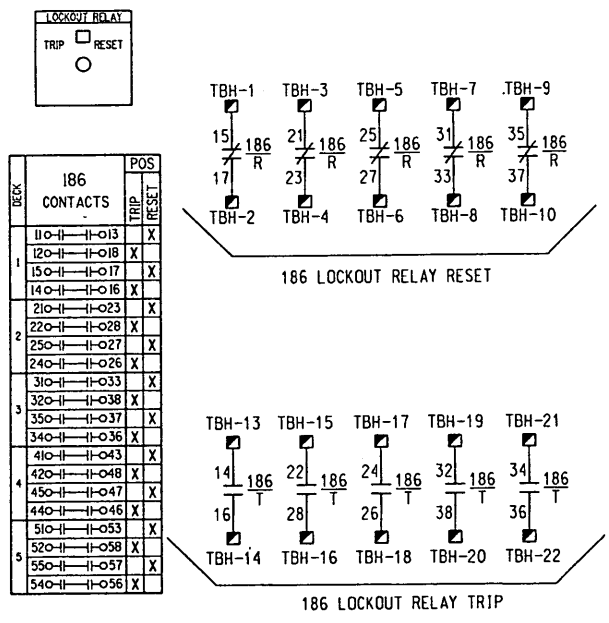 LOCKOUT RELAY
TRIP RESET
DECK 186 CONTACTS POS
TRIP RESET
1
11 13 X
12 18 X
15 17 X
14 16 X
2
21 23 X
22 28 X
25 27 X
24 26 X
3
31 33 X
32 38 X
35 37 X
34 36 X
4
41 43 X
42 48 X
45 47 X
44 46 X
5
51 53 X
52 58 X
55 57 X
54 56 X
TBH-1 TBH-3 TBH-5 TBH-7 TBH-9
15 186 R 21 186 R 25 186 R 31 186 R 35 186 R
17 23 27 33 37
TBH-2 TBH-4 TBH-6 TBH-8 TBH-10
186 LOCKOUT RELAY RESET
TBH-13 TBH-15 TBH-17 TBH-19 TBH-21
14 186 T 22 186 T 24 186 T 32 186 T 34 186 T
16 28 26 38 36
TBH-14 TBH-16 TBH-18 TBH-20 TBH-22
186 LOCKOUT RELAY TRIP